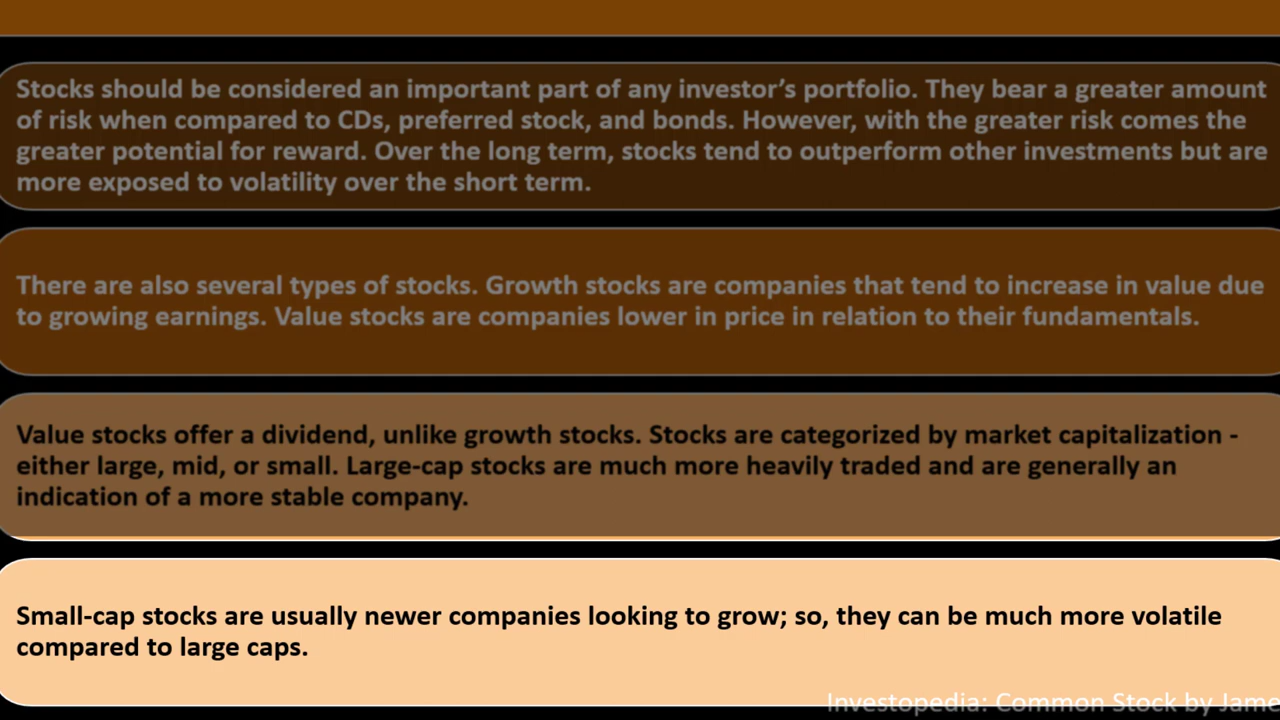 Stocks should be considered an important part of any investor’s portfolio. They bear a greater amount
of risk when compared to CDs, preferred stock, and bonds. However, with the greater risk comes the
greater potential for reward. Over the long term, stocks tend to outperform other investments but are
more exposed to volatility over the short term.
There are also several types of stocks. Growth stocks are companies that tend to increase in value due
to growing earnings. Value stocks are companies lower in price in relation to their fundamentals.
Value stocks offer a dividend, unlike growth stocks. Stocks are categorized by market capitalization -
either large, mid, or small. Large-cap stocks are much more heavily traded and are generally an
indication of a more stable company.
Small-cap stocks are usually newer companies looking to grow; so, they can be much more volatile
compared to large caps.
Investopedia: Common Stock by Jame